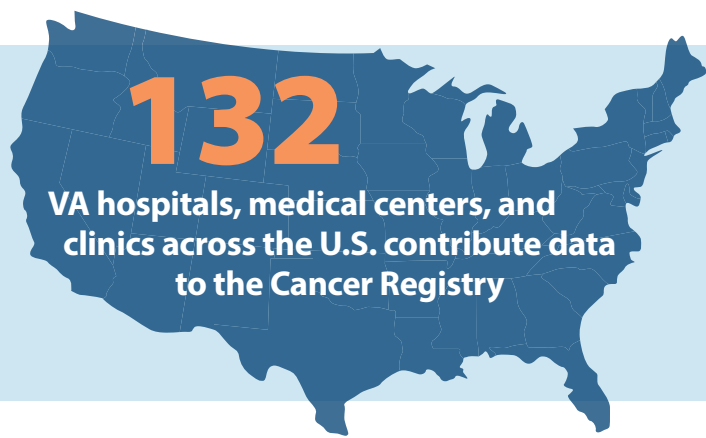 132
VA hospitals, medical centers, and
clinics across the U.S. contribute data
to the Cancer Registry